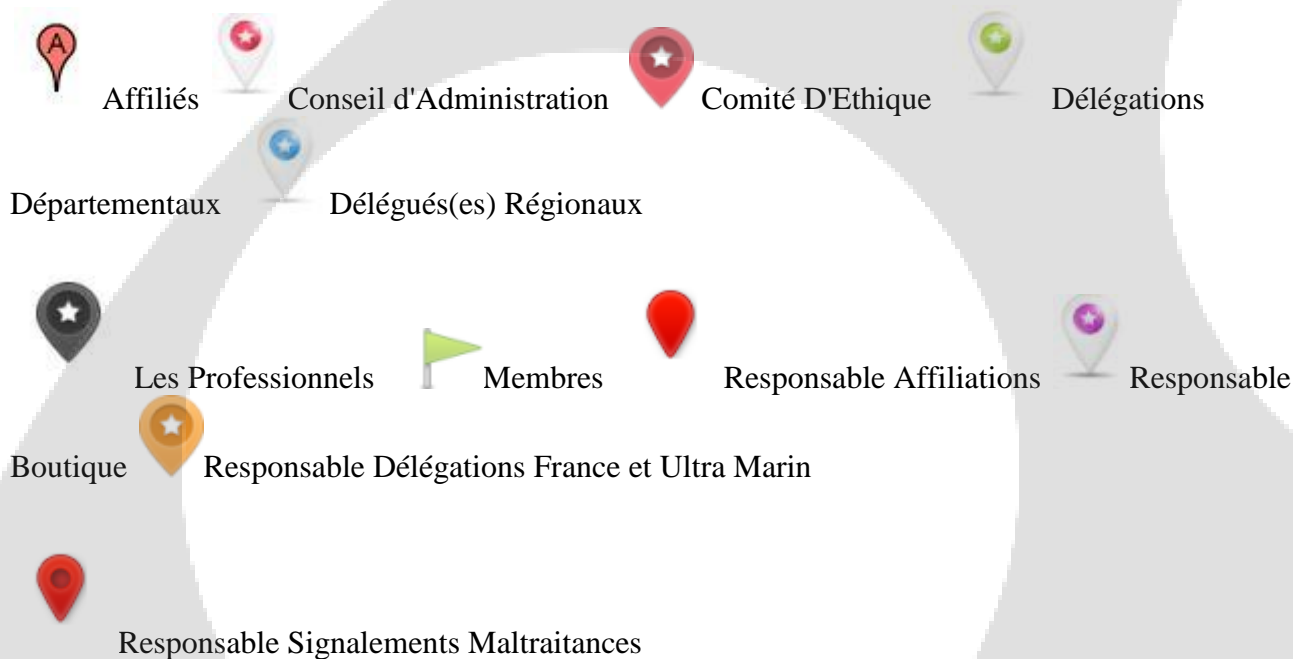 A
Affiliés Conseil d'Administration Comité D'Ethique Délégations
Départementaux Délégués(es) Régionaux
Les Professionnels Membres Responsable Affiliations Responsable
Boutique Responsable Délégations France et Ultra Marin
Responsable Signalements Maltraitances